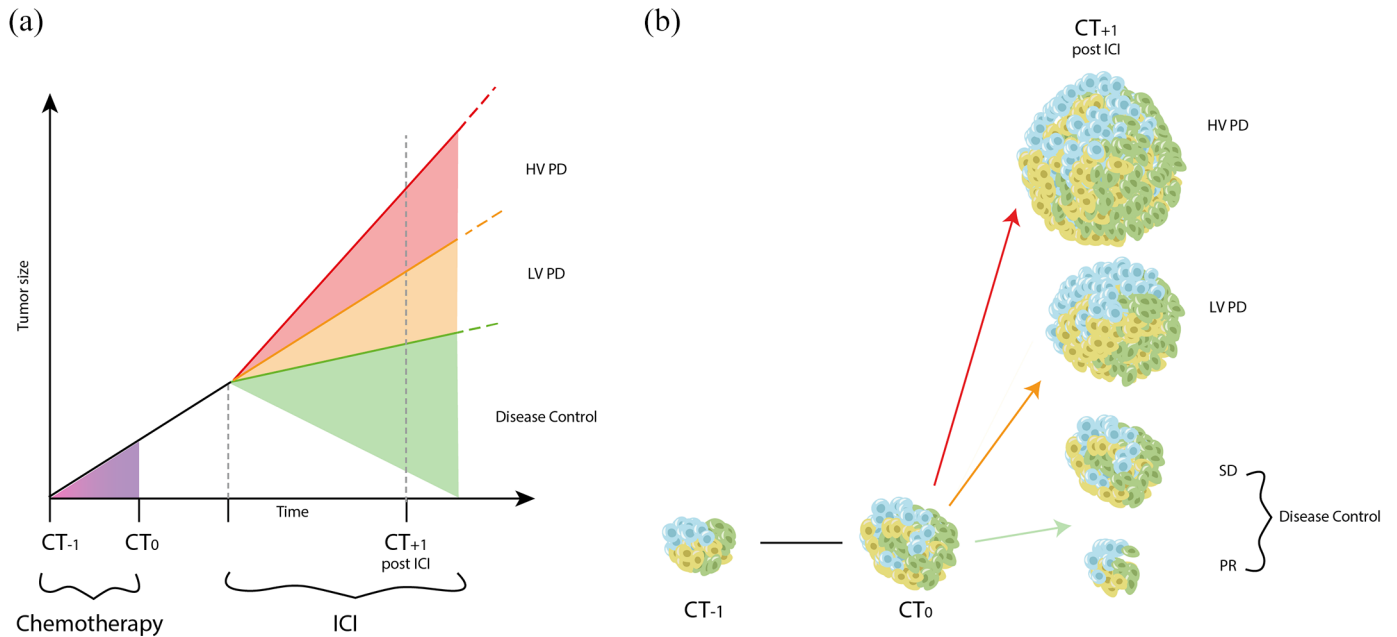 (a)
Tumor size
HV PD
LV PD
Disease Control
Time
CT-1
CT0
CT+1
post ICI
Chemotherapy
ICI
(b)
CT+1
post ICI
HV PD
LV PD
SD
Disease Control
PR
CT-1
CT0